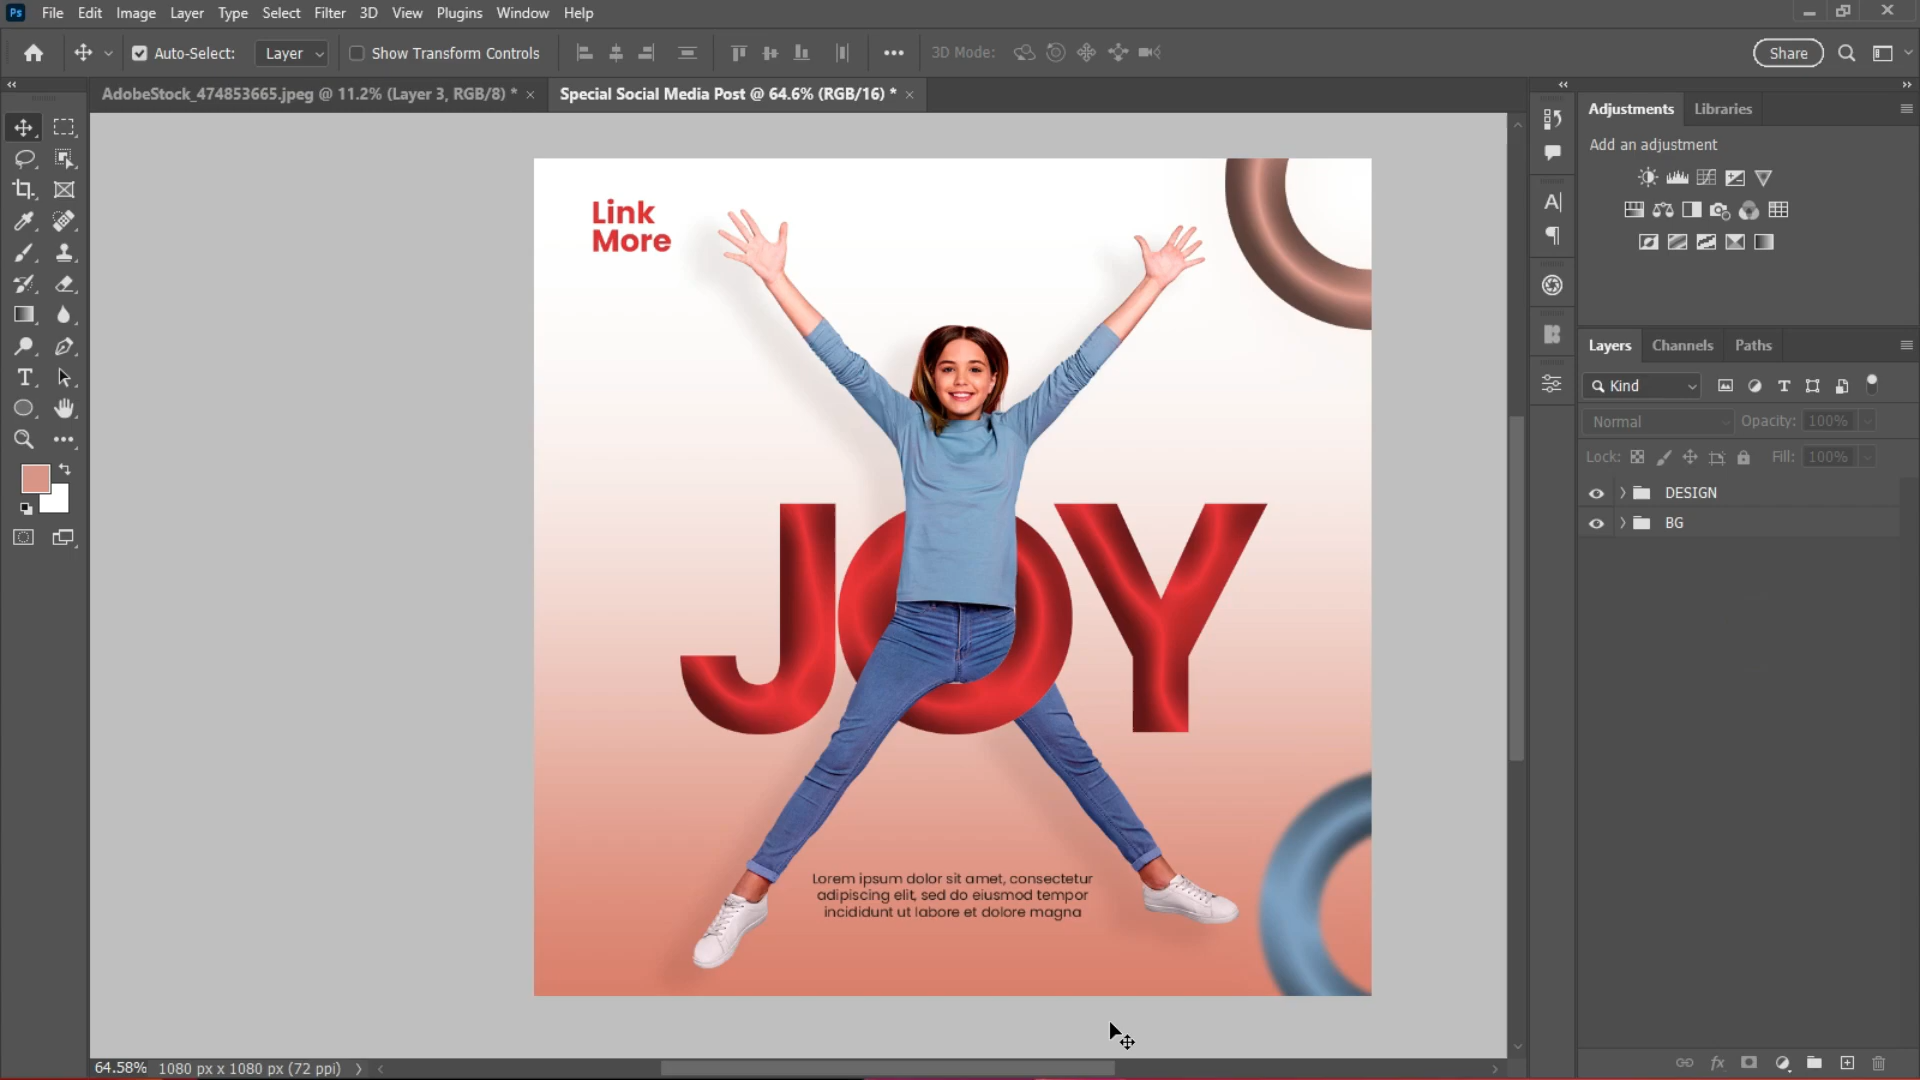 Ps File Edit Image Layer Type Select Filter 3D View Plugins Window Help
Auto-Select: Layer Show Transform Controls 3D Mode: Share
AdobeStock_474853665.jpeg @ 11.2% (Layer 3, RGB/8) * × Special Social Media Post @ 64.6% (RGB/16) * ×
Adjustments Libraries
Add an adjustment
Link
More
JOY
Lorem ipsum dolor sit amet, consectetur
adipiscing elit, sed do eiusmod tempor
incididunt ut labore et dolore magna
Layers Channels Paths
Kind
Normal Opacity: 100%
Lock: Fill: 100%
DESIGN
BG
64.58% 1080 px x 1080 px (72 ppi)